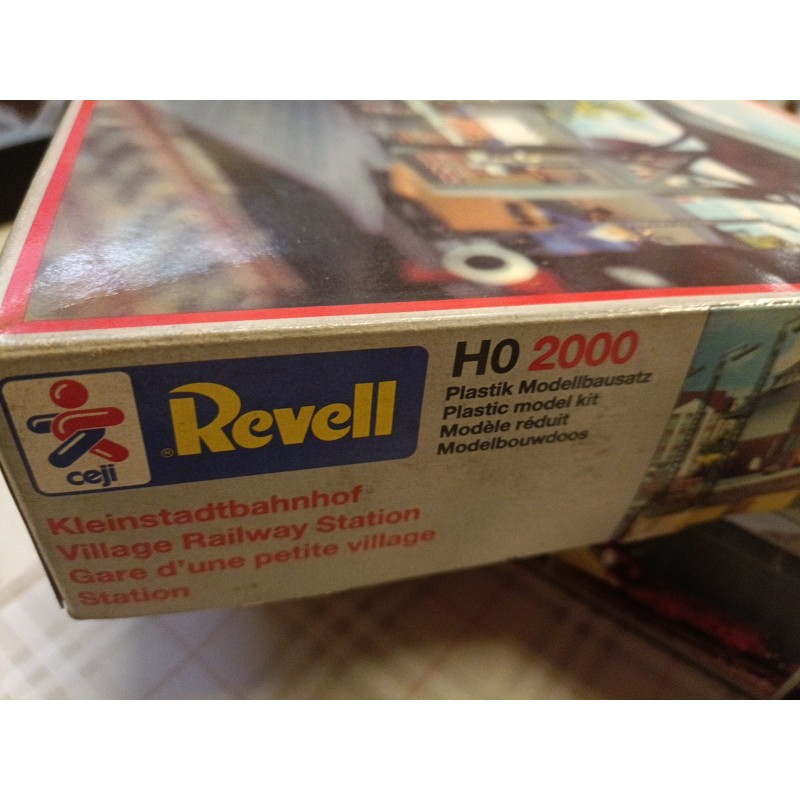 ceji
® Revell
H0 2000
Plastik Modellbausatz
Plastic model kit
Modèle réduit
Modelbouwdoos
Kleinstadtbahnhof
Village Railway Station
Gare d'une petite village
Station